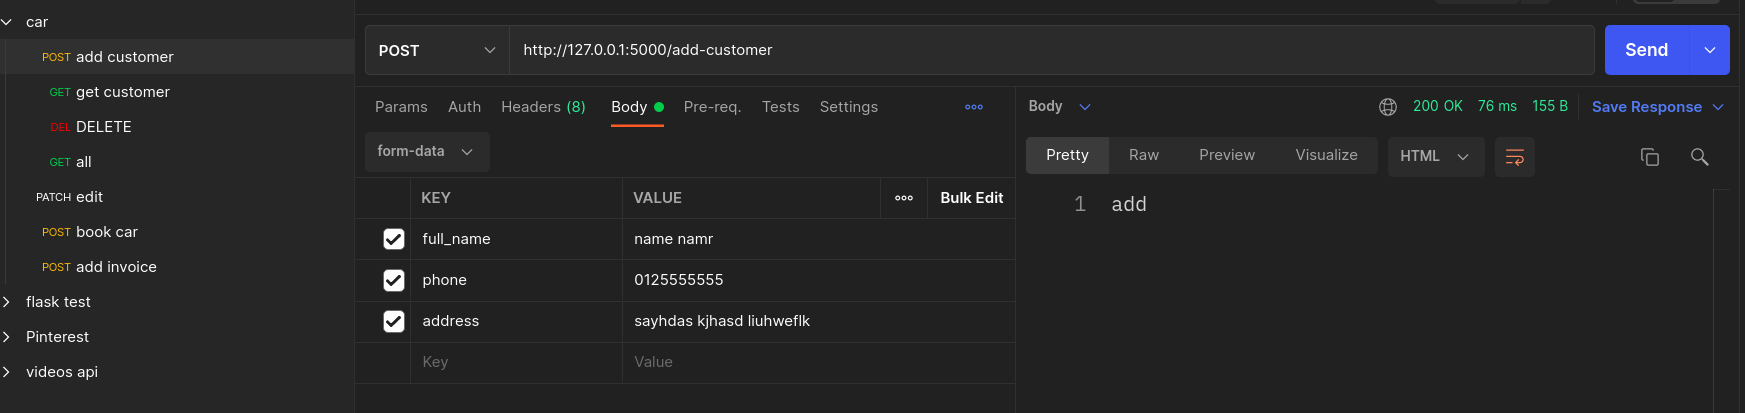 car
POST add customer
GET get customer
DEL DELETE
GET all
PATCH edit
POST book car
POST add invoice
flask test
Pinterest
videos api
POST http://127.0.0.1:5000/add-customer Send
Params Auth Headers (8) Body Pre-req. Tests Settings
form-data
KEY VALUE Bulk Edit
full_name name namr
phone 0125555555
address sayhdas kjhasd liuhweflk
Key Value
Body 200 OK 76 ms 155 B Save Response
Pretty Raw Preview Visualize HTML
1 add